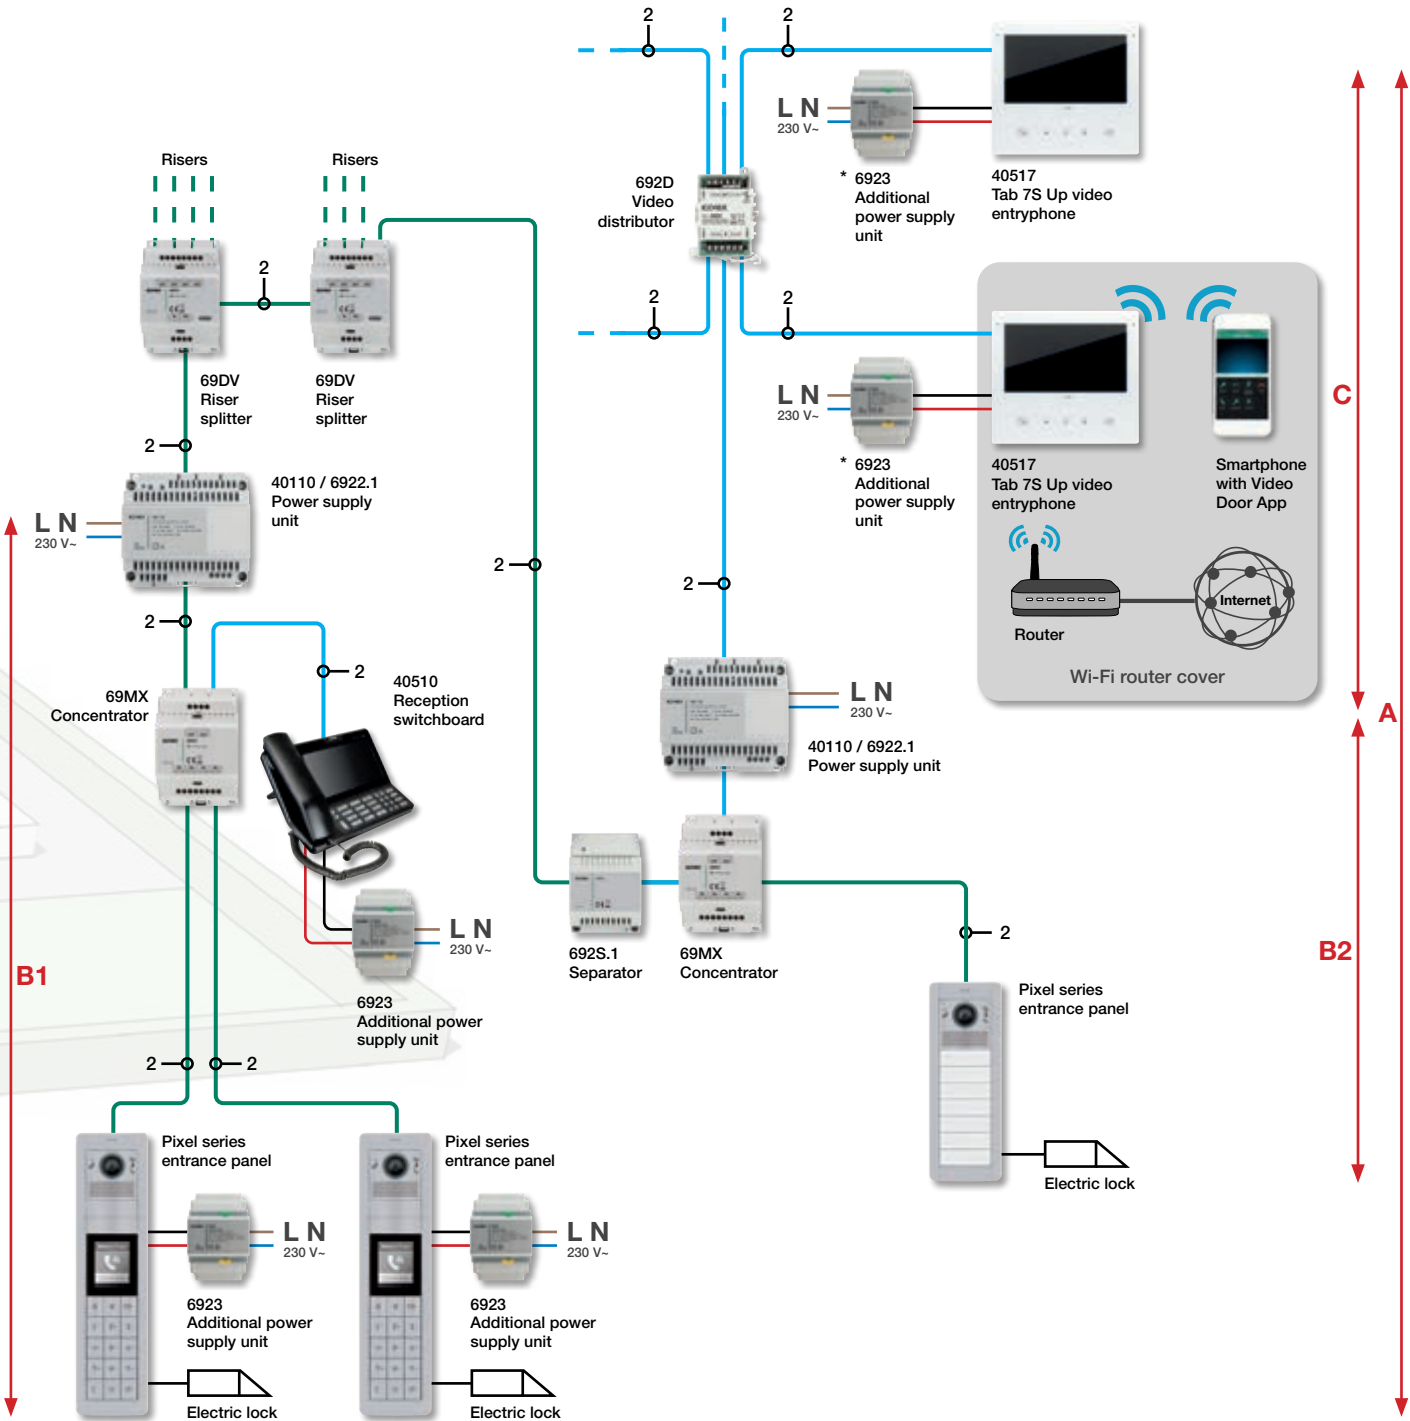 2
2
L N
230 V~
* 6923
Additional
power supply
unit
40517
Tab 7S Up video
entryphone
692D
Video
distributor
Risers
Risers
2
2
2
69DV
Riser
splitter
69DV
Riser
splitter
L N
230 V~
* 6923
Additional
power supply
unit
40517
Tab 7S Up video
entryphone
Smartphone
with Video
Door App
C
2
40110 / 6922.1
Power supply
unit
L N
230 V~
2
2
Router
Internet
Wi-Fi router cover
2
2
69MX
Concentrator
40510
Reception
switchboard
L N
230 V~
40110 / 6922.1
Power supply unit
A
L N
230 V~
6923
Additional power
supply unit
692S.1
Separator
69MX
Concentrator
2
B1
B2
Pixel series
entrance panel
Electric lock
2
2
Pixel series
entrance panel
L N
230 V~
6923
Additional power
supply unit
Electric lock
Pixel series
entrance panel
L N
230 V~
6923
Additional power
supply unit
Electric lock